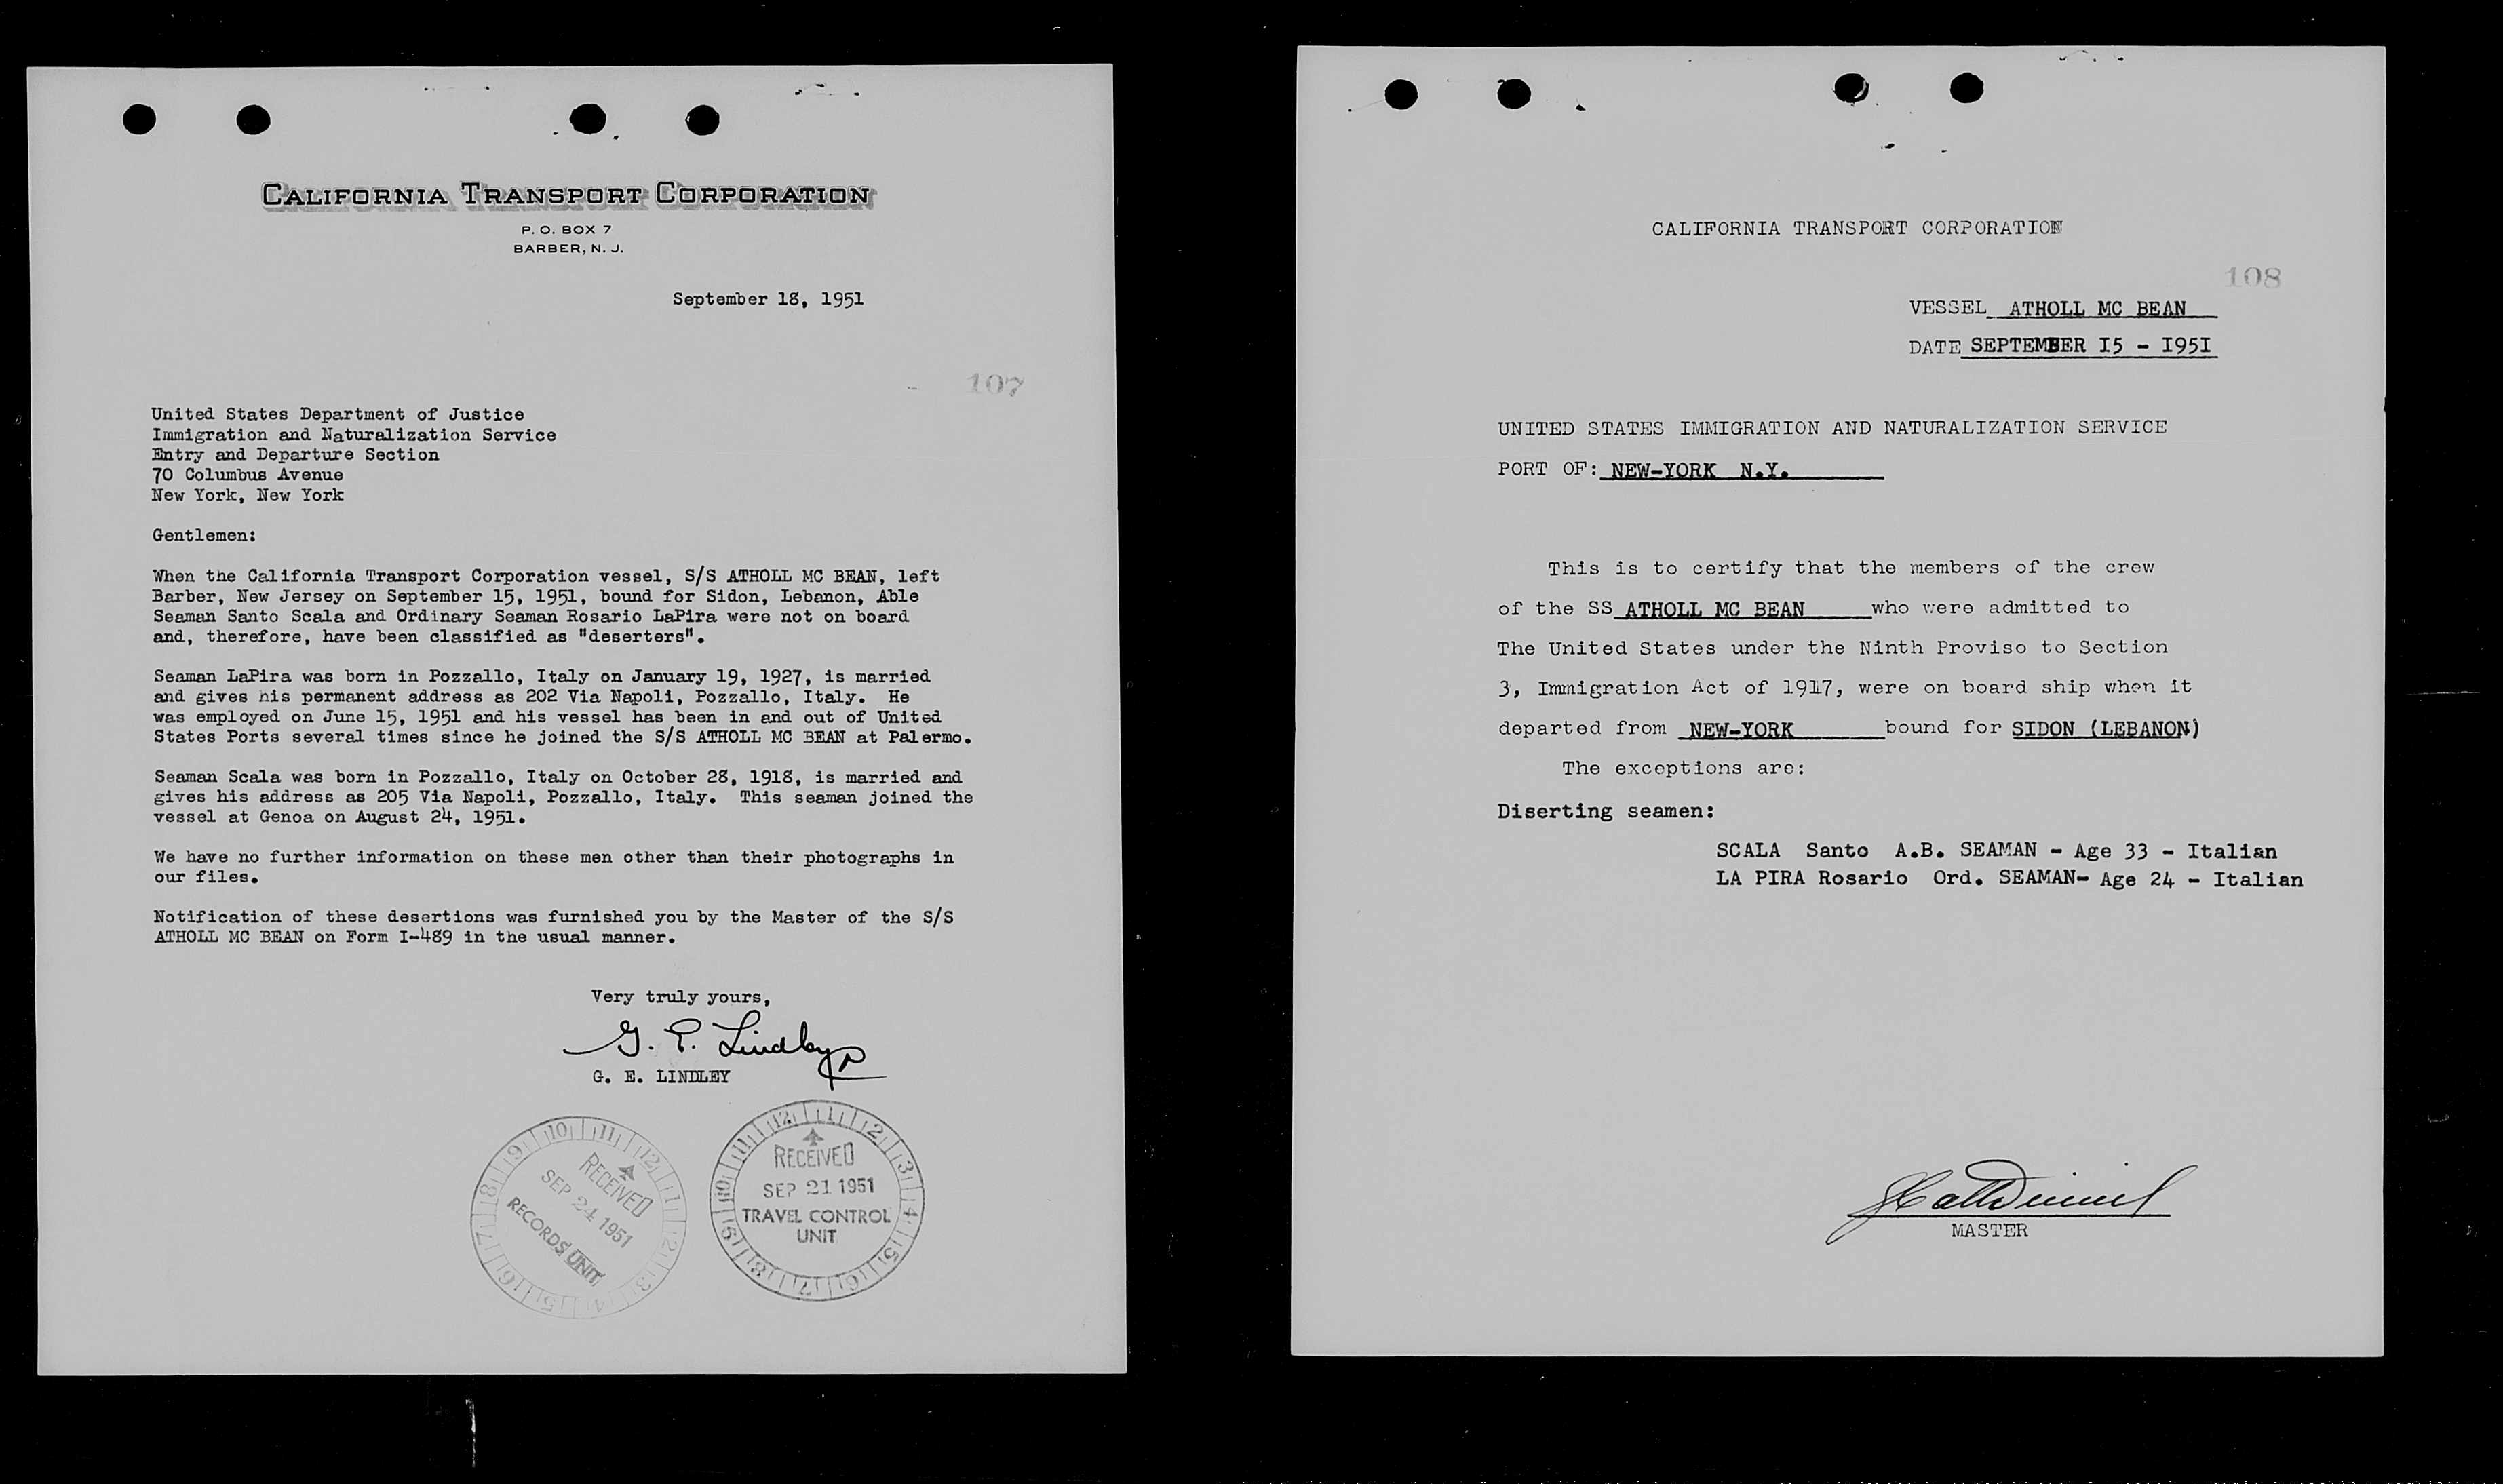 CALIFORNIA TRANSPORT CORPORATION
P. O. BOX 7
BARBER, N. J.
September 18, 1951
107
United States Department of Justice
Immigration and Naturalization Service
Entry and Departure Section
70 Columbus Avenue
New York, New York
Gentlemen:
When the California Transport Corporation vessel, S/S ATHOLL MC BEAN, left
Barber, New Jersey on September 15, 1951, bound for Sidon, Lebanon, Able
Seaman Santo Scala and Ordinary Seaman Rosario LaPira were not on board
and, therefore, have been classified as "deserters".
Seaman LaPira was born in Pozzallo, Italy on January 19, 1927, is married
and gives his permanent address as 202 Via Napoli, Pozzallo, Italy. He
was employed on June 15, 1951 and his vessel has been in and out of United
States Ports several times since he joined the S/S ATHOLL MC BEAN at Palermo.
Seaman Scala was born in Pozzallo, Italy on October 28, 1918, is married and
gives his address as 205 Via Napoli, Pozzallo, Italy. This seaman joined the
vessel at Genoa on August 24, 1951.
We have no further information on these men other than their photographs in
our files.
Notification of these desertions was furnished you by the Master of the S/S
ATHOLL MC BEAN on Form I-489 in the usual manner.
Very truly yours,
G. E. Lindley
G. E. LINDLEY
RECEIVED
SEP 24 1951
RECORDS UNIT
RECEIVED
SEP 21 1951
TRAVEL CONTROL
UNIT
CALIFORNIA TRANSPORT CORPORATION
108
VESSEL ATHOLL MC BEAN
DATE SEPTEMBER I5 - I95I
UNITED STATES IMMIGRATION AND NATURALIZATION SERVICE
PORT OF: NEW-YORK N.Y.
This is to certify that the members of the crew
of the SS ATHOLL MC BEAN who were admitted to
The United States under the Ninth Proviso to Section
3, Immigration Act of 1917, were on board ship when it
departed from NEW-YORK bound for SIDON (LEBANON)
The exceptions are:
Diserting seamen:
SCALA Santo A.B. SEAMAN - Age 33 - Italian
LA PIRA Rosario Ord. SEAMAN- Age 24 - Italian
MASTER